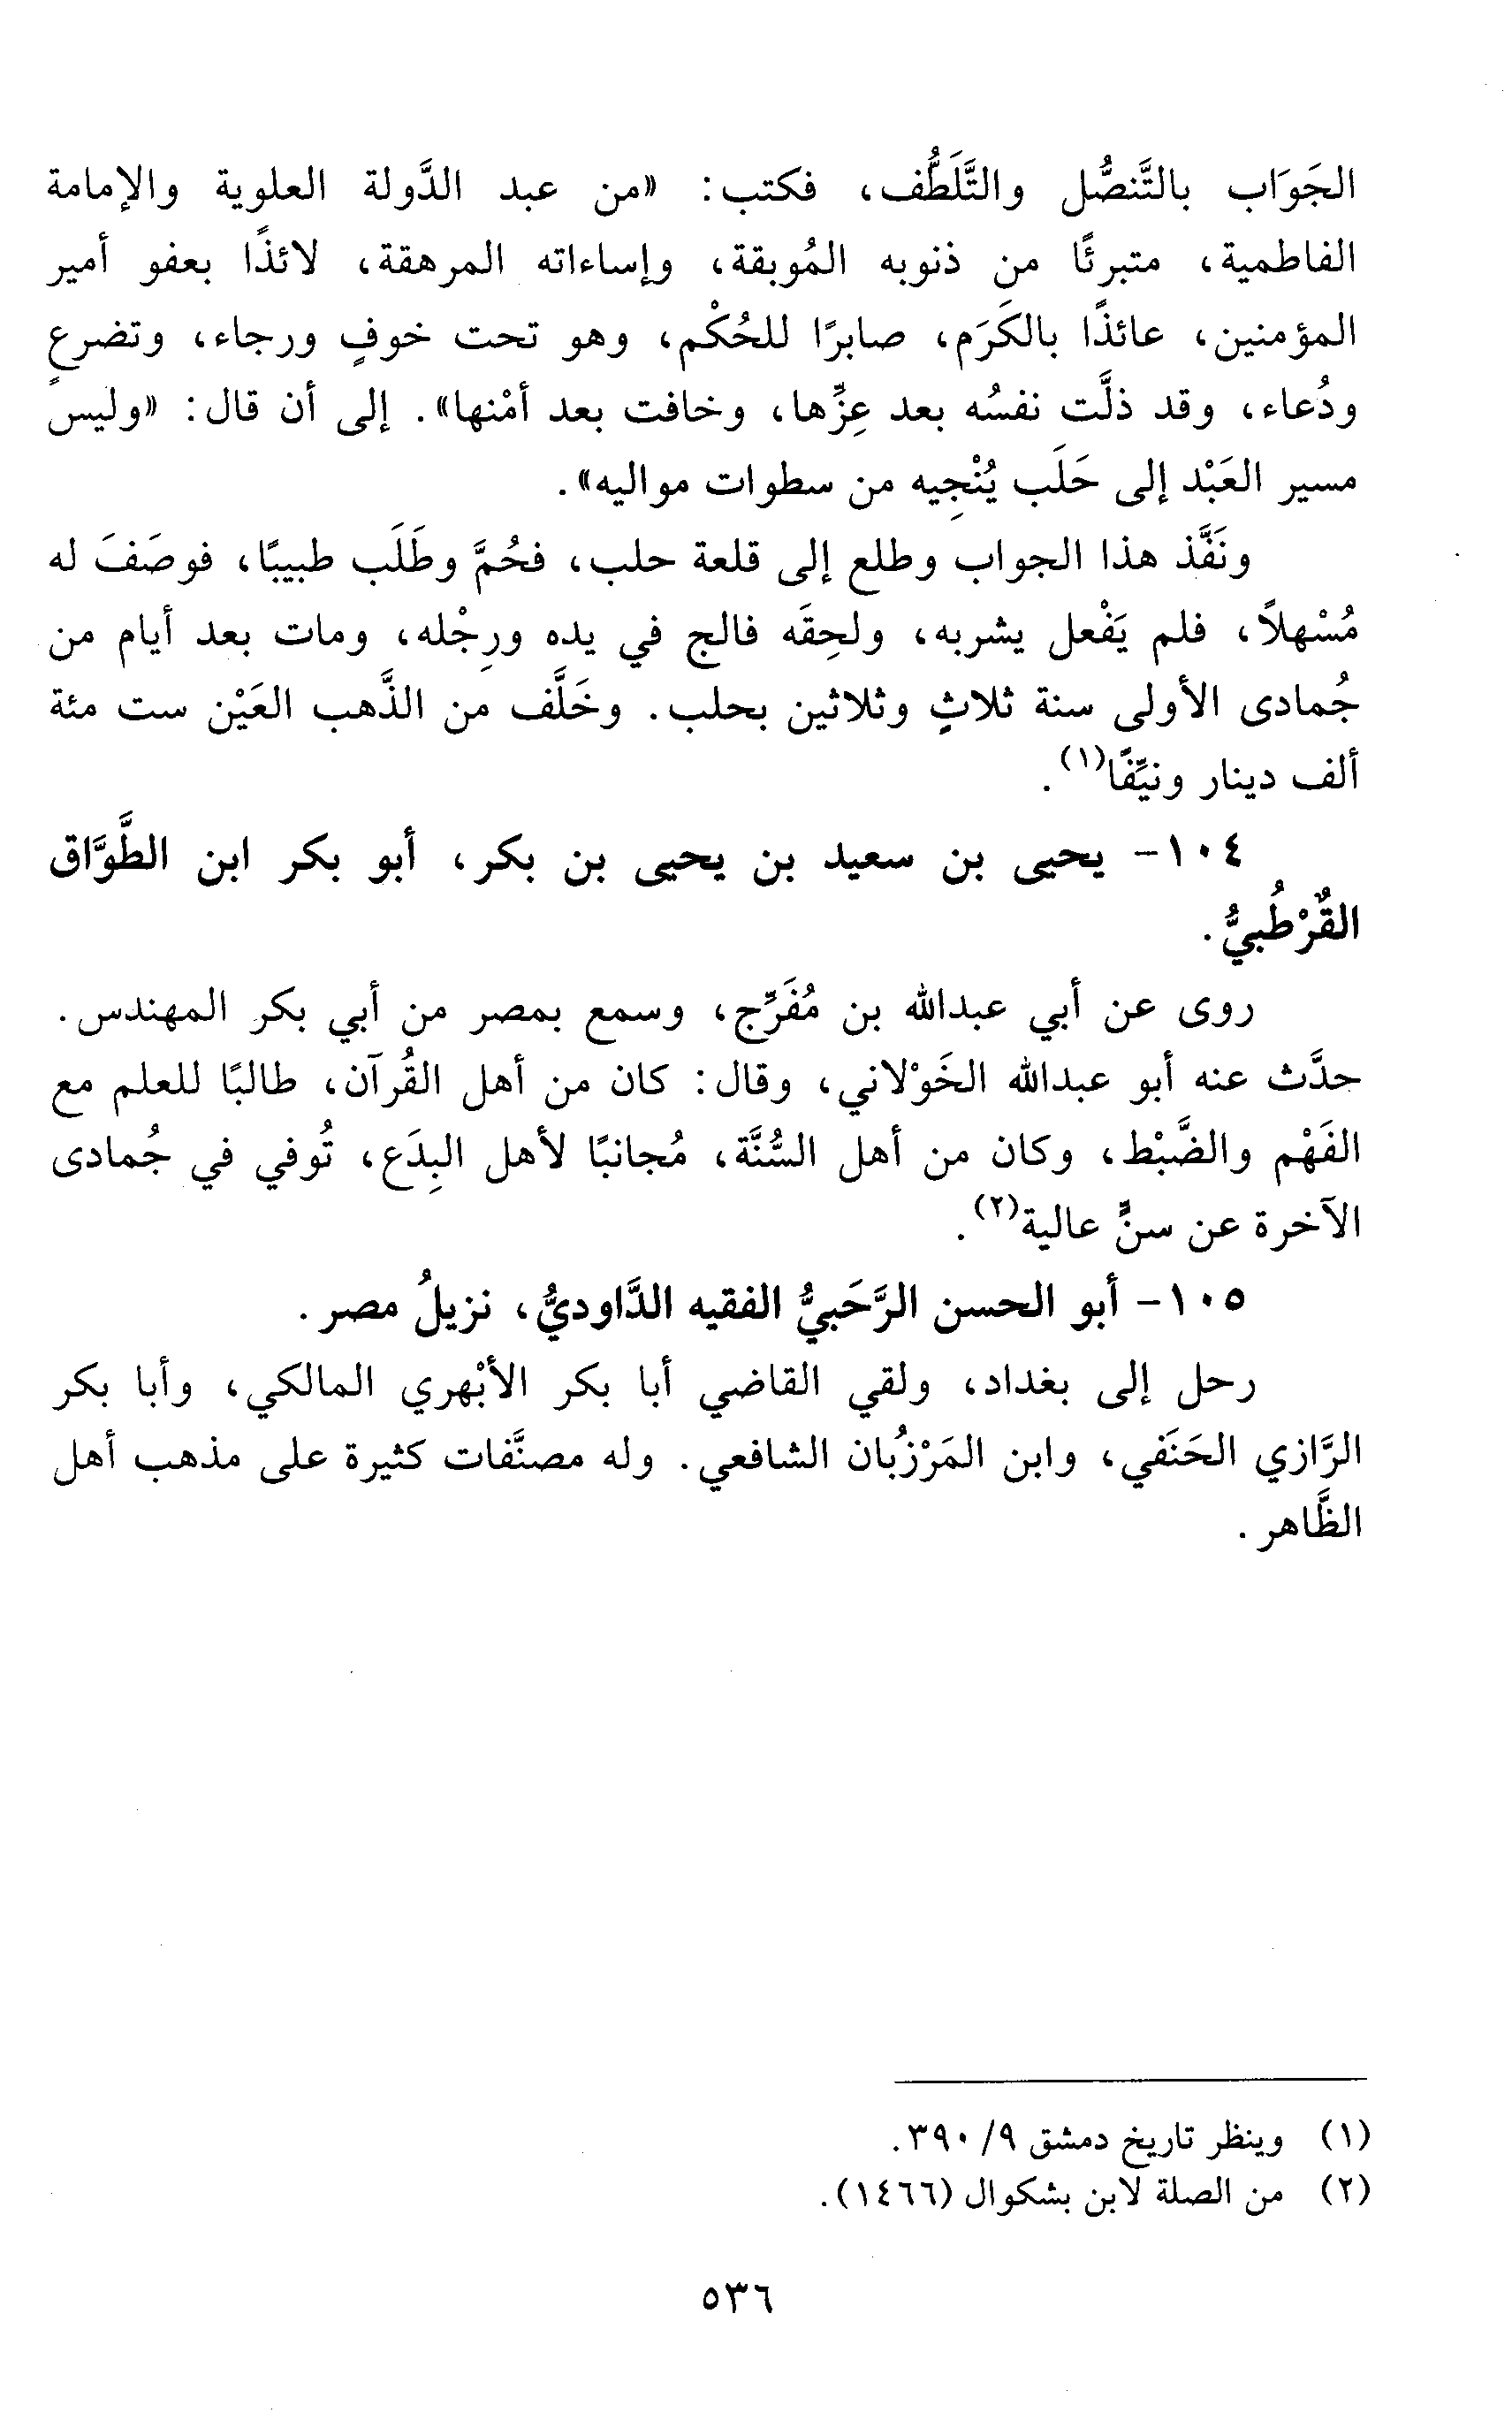 الجَوَاب بالتَّنصُّل والتَّلَطُّف، فكتب: «من عبد الدَّولة العلوية والإمامة
الفاطمية، متبرئًا من ذنوبه المُوبقة، وإساءاته المرهقة، لائذًا بعفو أمير
المؤمنين، عائذًا بالكَرَم، صابرًا للحُكْم، وهو تحت خوفٍ ورجاء، وتضرعٍ
ودُعاء، وقد ذلَّت نفسُه بعد عِزِّها، وخافت بعد أمْنها». إلى أن قال: «وليس
مسير العَبْد إلى حَلَب يُنْجِيه من سطوات مواليه».
ونَفَّذ هذا الجواب وطلع إلى قلعة حلب، فحُمَّ وطَلَب طبيبًا، فوصَفَ له
مُسْهلاً، فلم يَفْعل يشربه، ولحِقَه فالج في يده ورِجْله، ومات بعد أيام من
جُمادى الأولى سنة ثلاثٍ وثلاثين بحلب. وخَلَّف من الذَّهب العَيْن ست مئة
ألف دينار ونيِّفًا(١).
١٠٤- يحيى بن سعيد بن يحيى بن بكر، أبو بكر ابن الطَّوَّاق
القُرْطُبيُّ.
روى عن أبي عبدالله بن مُفَرِّج، وسمع بمصر من أبي بكر المهندس.
حدَّث عنه أبو عبدالله الخَوْلاني، وقال: كان من أهل القُرآن، طالبًا للعلم مع
الفَهْم والضَّبْط، وكان من أهل السُّنَّة، مُجانبًا لأهل البِدَع، تُوفي في جُمادى
الآخرة عن سنٍّ عالية(٢).
١٠٥- أبو الحسن الرَّحَبيُّ الفقيه الدَّاوديُّ، نزيلُ مصر.
رحل إلى بغداد، ولقي القاضي أبا بكر الأبْهري المالكي، وأبا بكر
الرَّازي الحَنَفي، وابن المَرْزُبان الشافعي. وله مصنَّفات كثيرة على مذهب أهل
الظَّاهر.
(١) وينظر تاريخ دمشق ٩/ ٣٩٠.
(٢) من الصلة لابن بشكوال (١٤٦٦).
٥٣٦